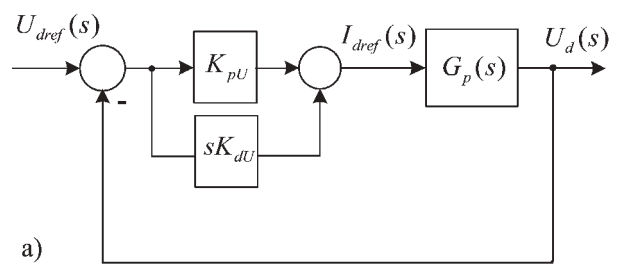 U_dref(s)
K_pU
I_dref(s)
G_p(s)
U_d(s)
-
sK_dU
a)